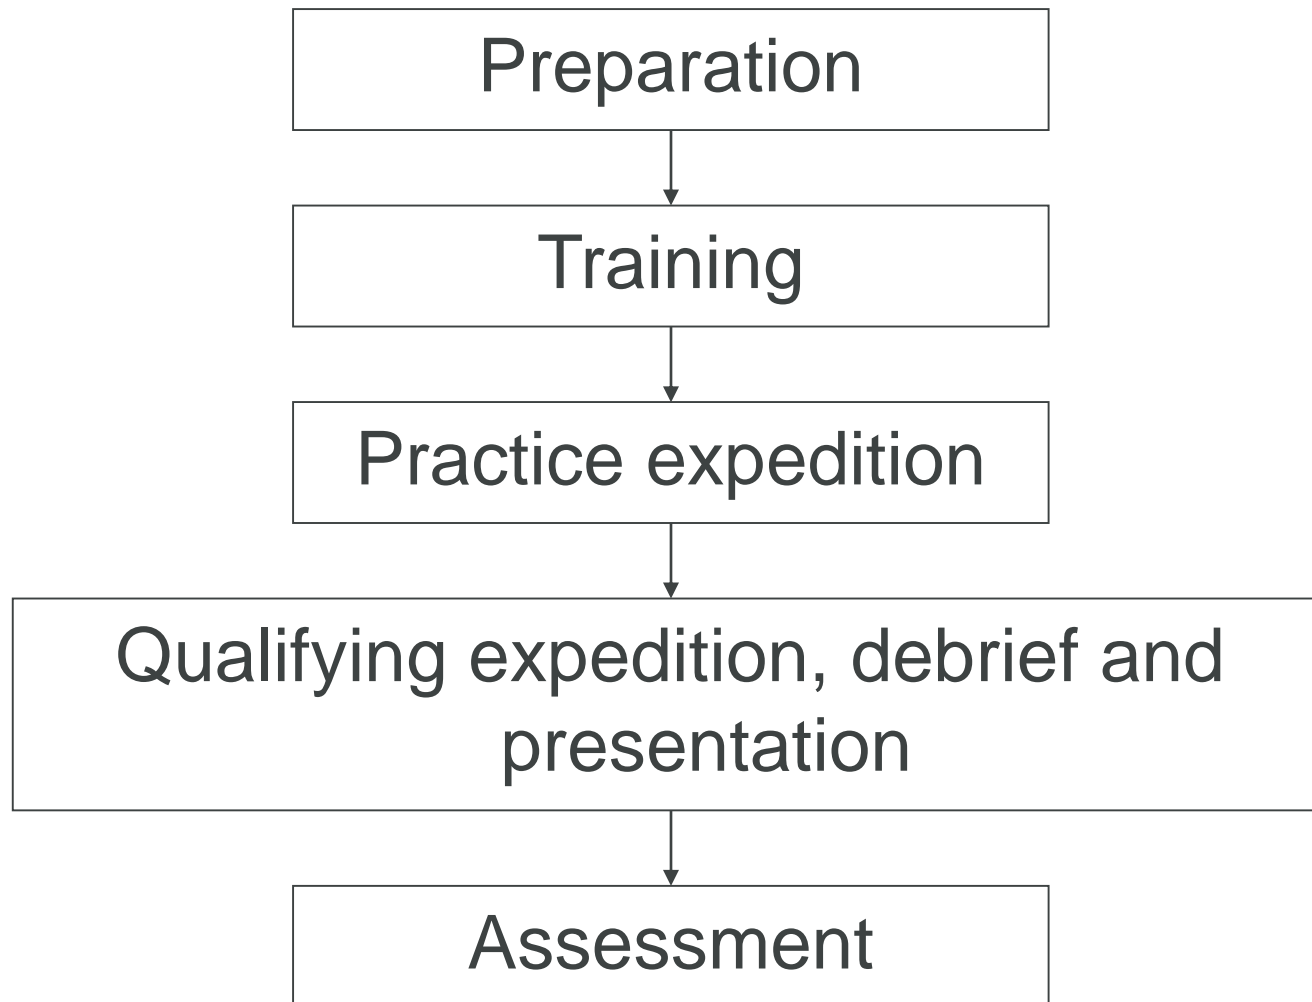 Preparation
Training
Practice expedition
Qualifying expedition, debrief and
presentation
Assessment